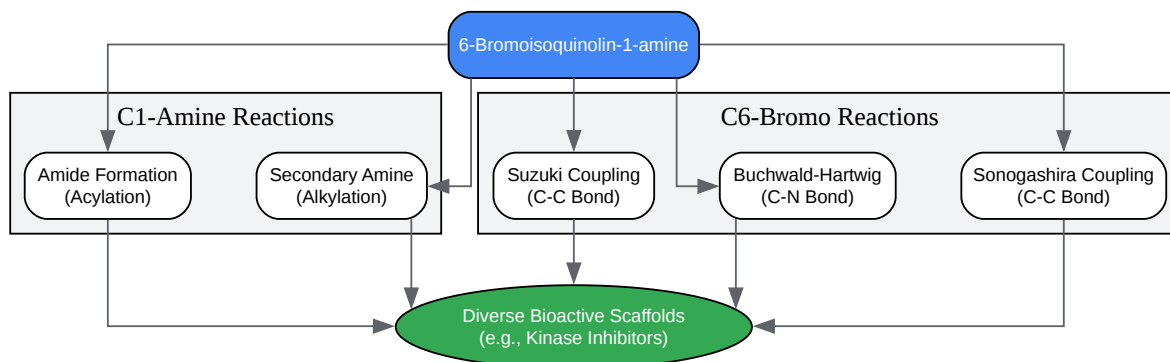 6-Bromoisoquinolin-1-amine
C1-Amine Reactions
C6-Bromo Reactions
Amide Formation
(Acylation)
Secondary Amine
(Alkylation)
Suzuki Coupling
(C-C Bond)
Buchwald-Hartwig
(C-N Bond)
Sonogashira Coupling
(C-C Bond)
Diverse Bioactive Scaffolds
(e.g., Kinase Inhibitors)